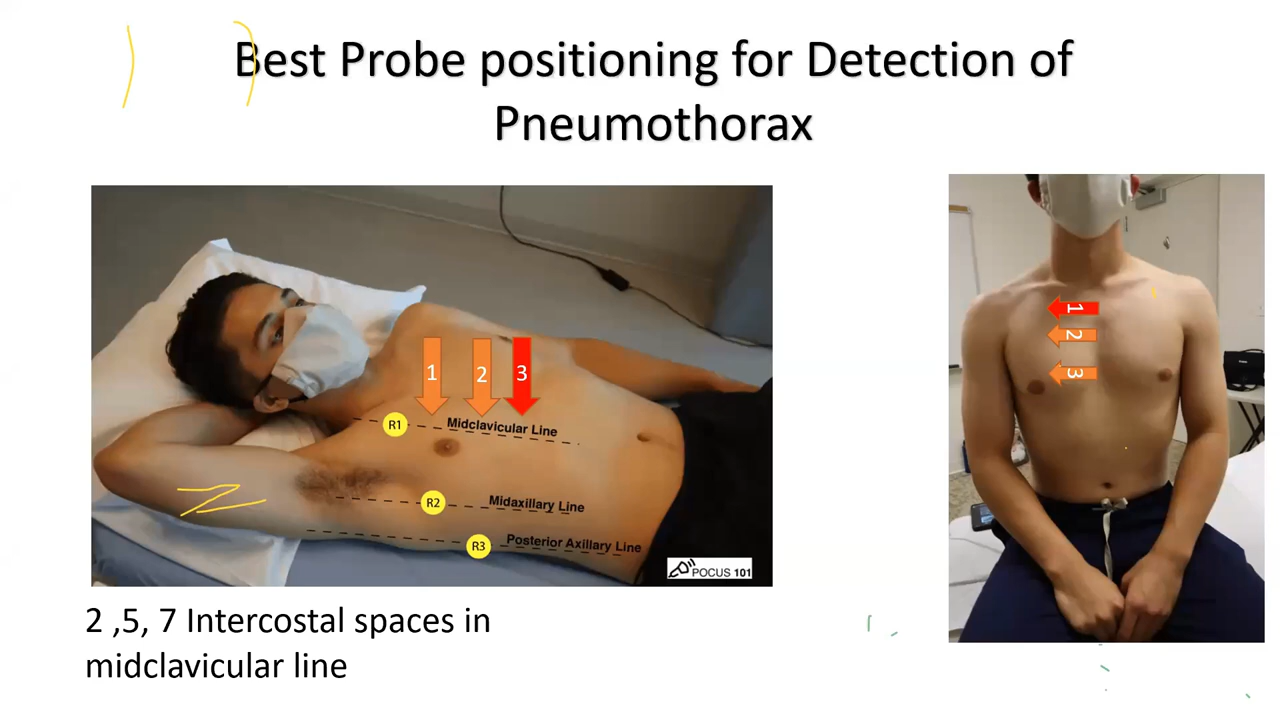 Best Probe positioning for Detection of
Pneumothorax
1 2 3
R1 Midclavicular Line
R2 Midaxillary Line
R3 Posterior Axillary Line
POCUS 101
1
2
3
2 ,5, 7 Intercostal spaces in
midclavicular line